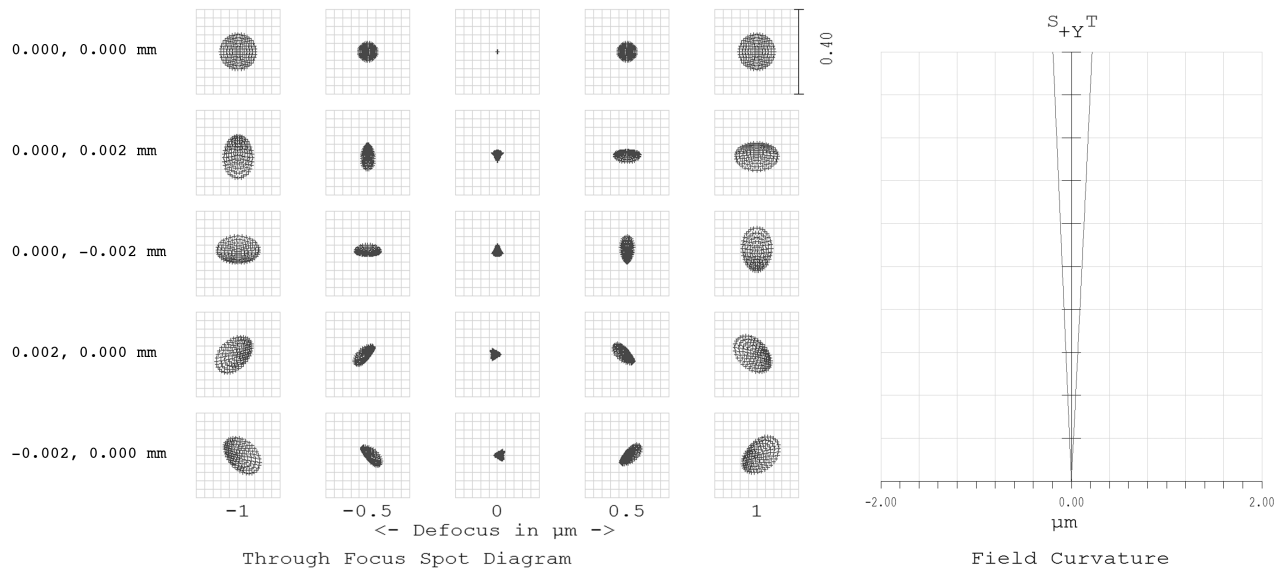 0.000, 0.000 mm
0.40
0.000, 0.002 mm
0.000, -0.002 mm
0.002, 0.000 mm
-0.002, 0.000 mm
-1 -0.5 0 0.5 1
<- Defocus in µm ->
Through Focus Spot Diagram
S +Y T
-2.00 0.00 2.00
µm
Field Curvature